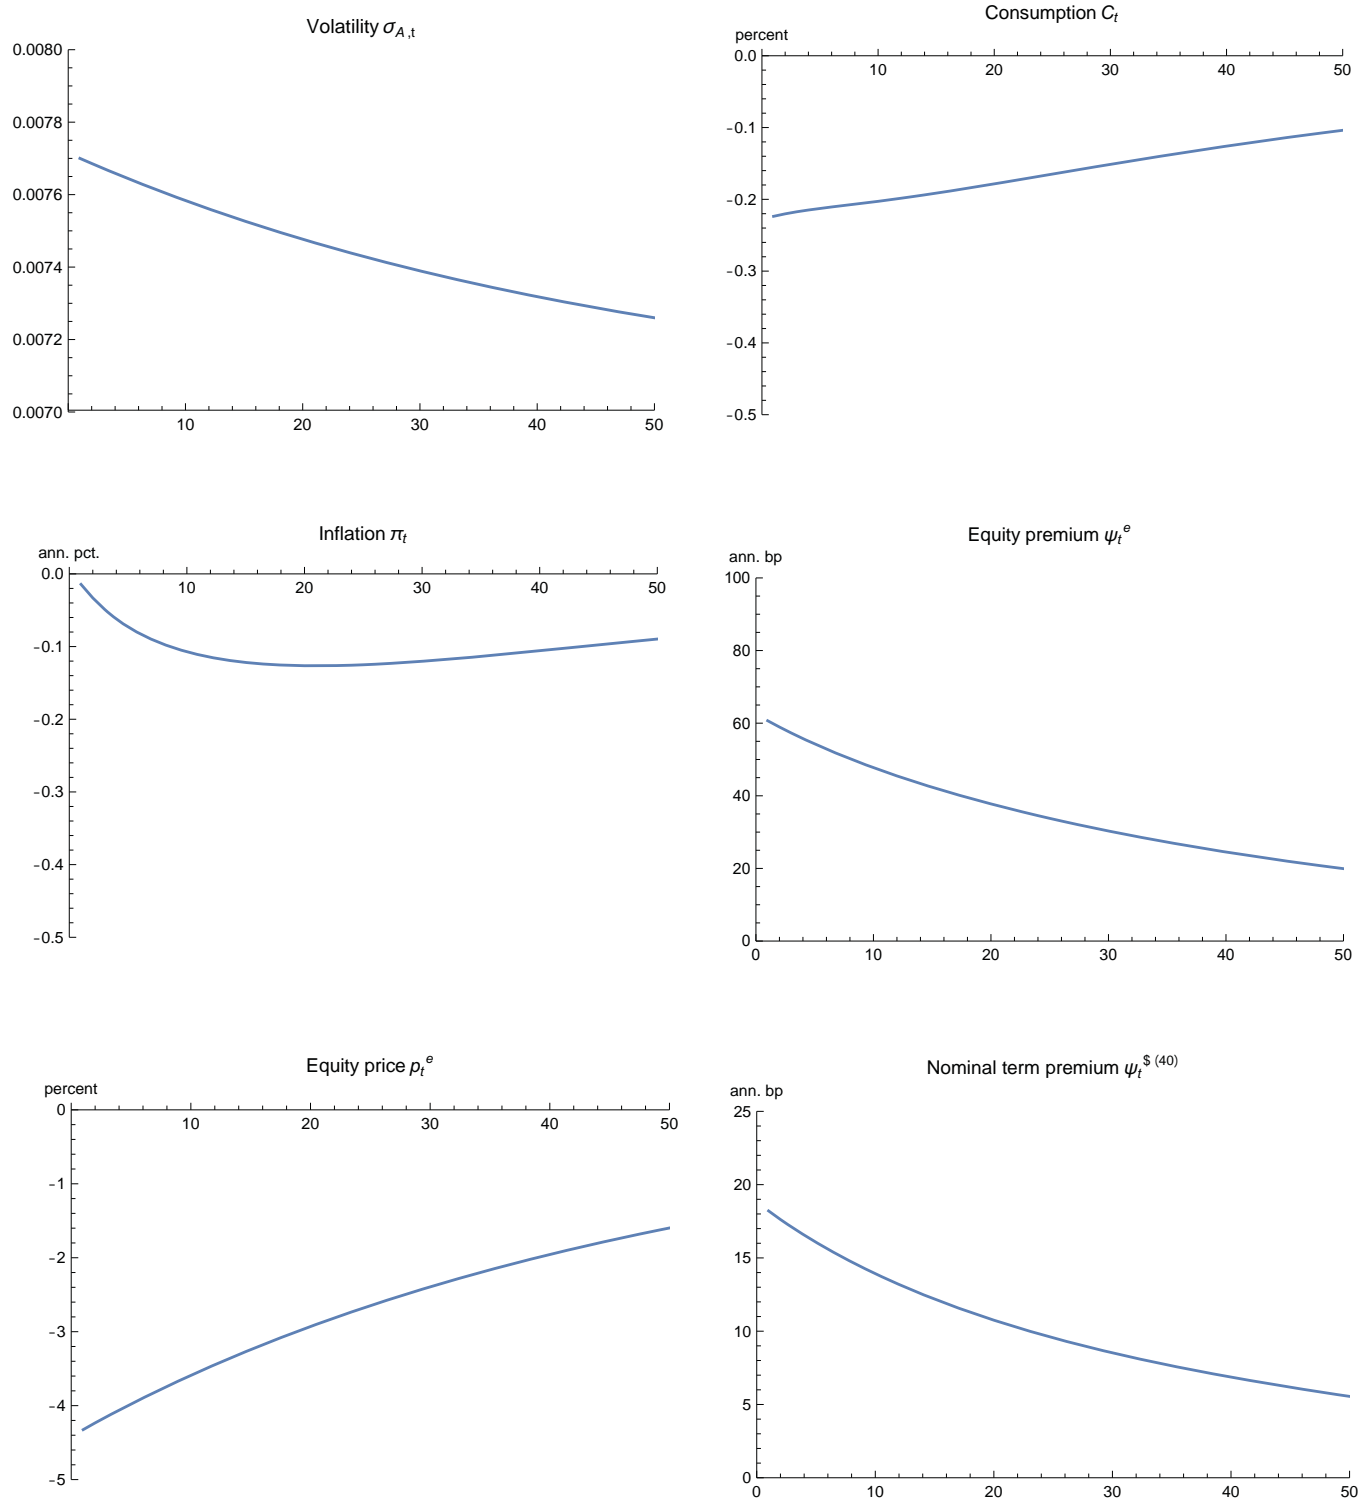 Volatility σA,t
0.0080
0.0078
0.0076
0.0074
0.0072
0.0070
10 20 30 40 50
Consumption Ct
percent
0.0
10 20 30 40 50
-0.1
-0.2
-0.3
-0.4
-0.5
Inflation πt
ann. pct.
0.0
10 20 30 40 50
-0.1
-0.2
-0.3
-0.4
-0.5
Equity premium ψt^e
ann. bp
100
80
60
40
20
0
0 10 20 30 40 50
Equity price pt^e
percent
0
10 20 30 40 50
-1
-2
-3
-4
-5
Nominal term premium ψt^$ (40)
ann. bp
25
20
15
10
5
0
0 10 20 30 40 50